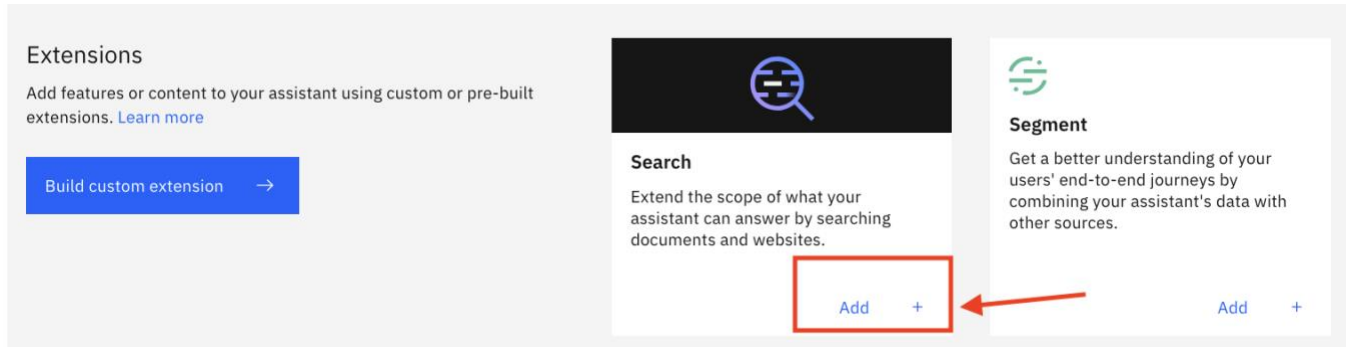 Extensions
Add features or content to your assistant using custom or pre-built
extensions. Learn more
Build custom extension →
Search
Extend the scope of what your
assistant can answer by searching
documents and websites.
Add +
Segment
Get a better understanding of your
users' end-to-end journeys by
combining your assistant's data with
other sources.
Add +